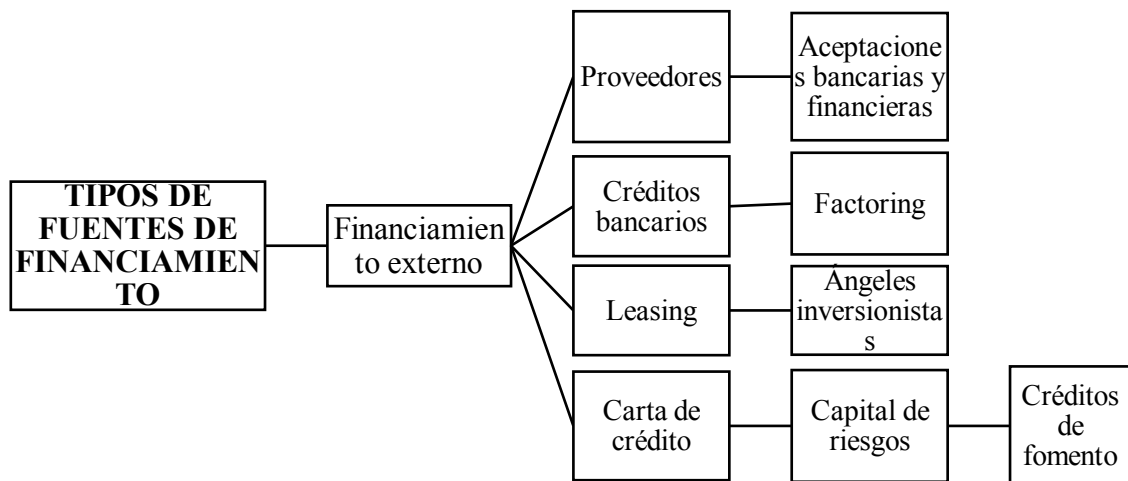 TIPOS DE
FUENTES DE
FINANCIAMIEN
TO
Financiamien
to externo
Proveedores
Aceptacione
s bancarias y
financieras
Créditos
bancarios
Factoring
Leasing
Ángeles
inversionista
s
Carta de
crédito
Capital de
riesgos
Créditos
de
fomento